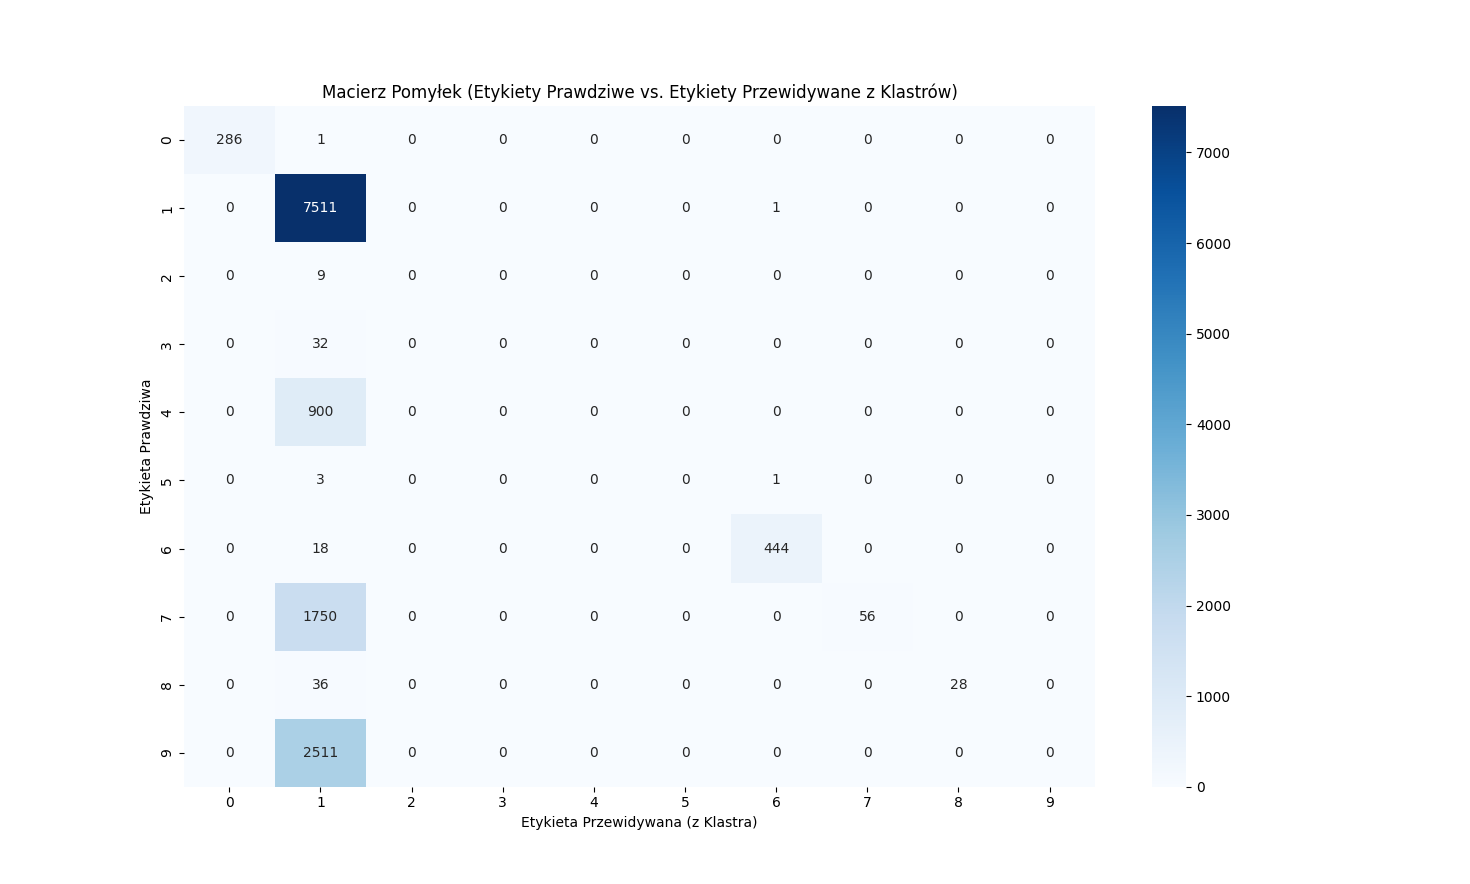 Macierz Pomyłek (Etykiety Prawdziwe vs. Etykiety Przewidywane z Klastrów)
0 286 1 0 0 0 0 0 0 0 0
1 0 7511 0 0 0 0 1 0 0 0
2 0 9 0 0 0 0 0 0 0 0
3 0 32 0 0 0 0 0 0 0 0
4 0 900 0 0 0 0 0 0 0 0
5 0 3 0 0 0 0 1 0 0 0
6 0 18 0 0 0 0 444 0 0 0
7 0 1750 0 0 0 0 0 56 0 0
8 0 36 0 0 0 0 0 0 28 0
9 0 2511 0 0 0 0 0 0 0 0
0 1 2 3 4 5 6 7 8 9
Etykieta Przewidywana (z Klastra)
Etykieta Prawdziwa
7000
6000
5000
4000
3000
2000
1000
0